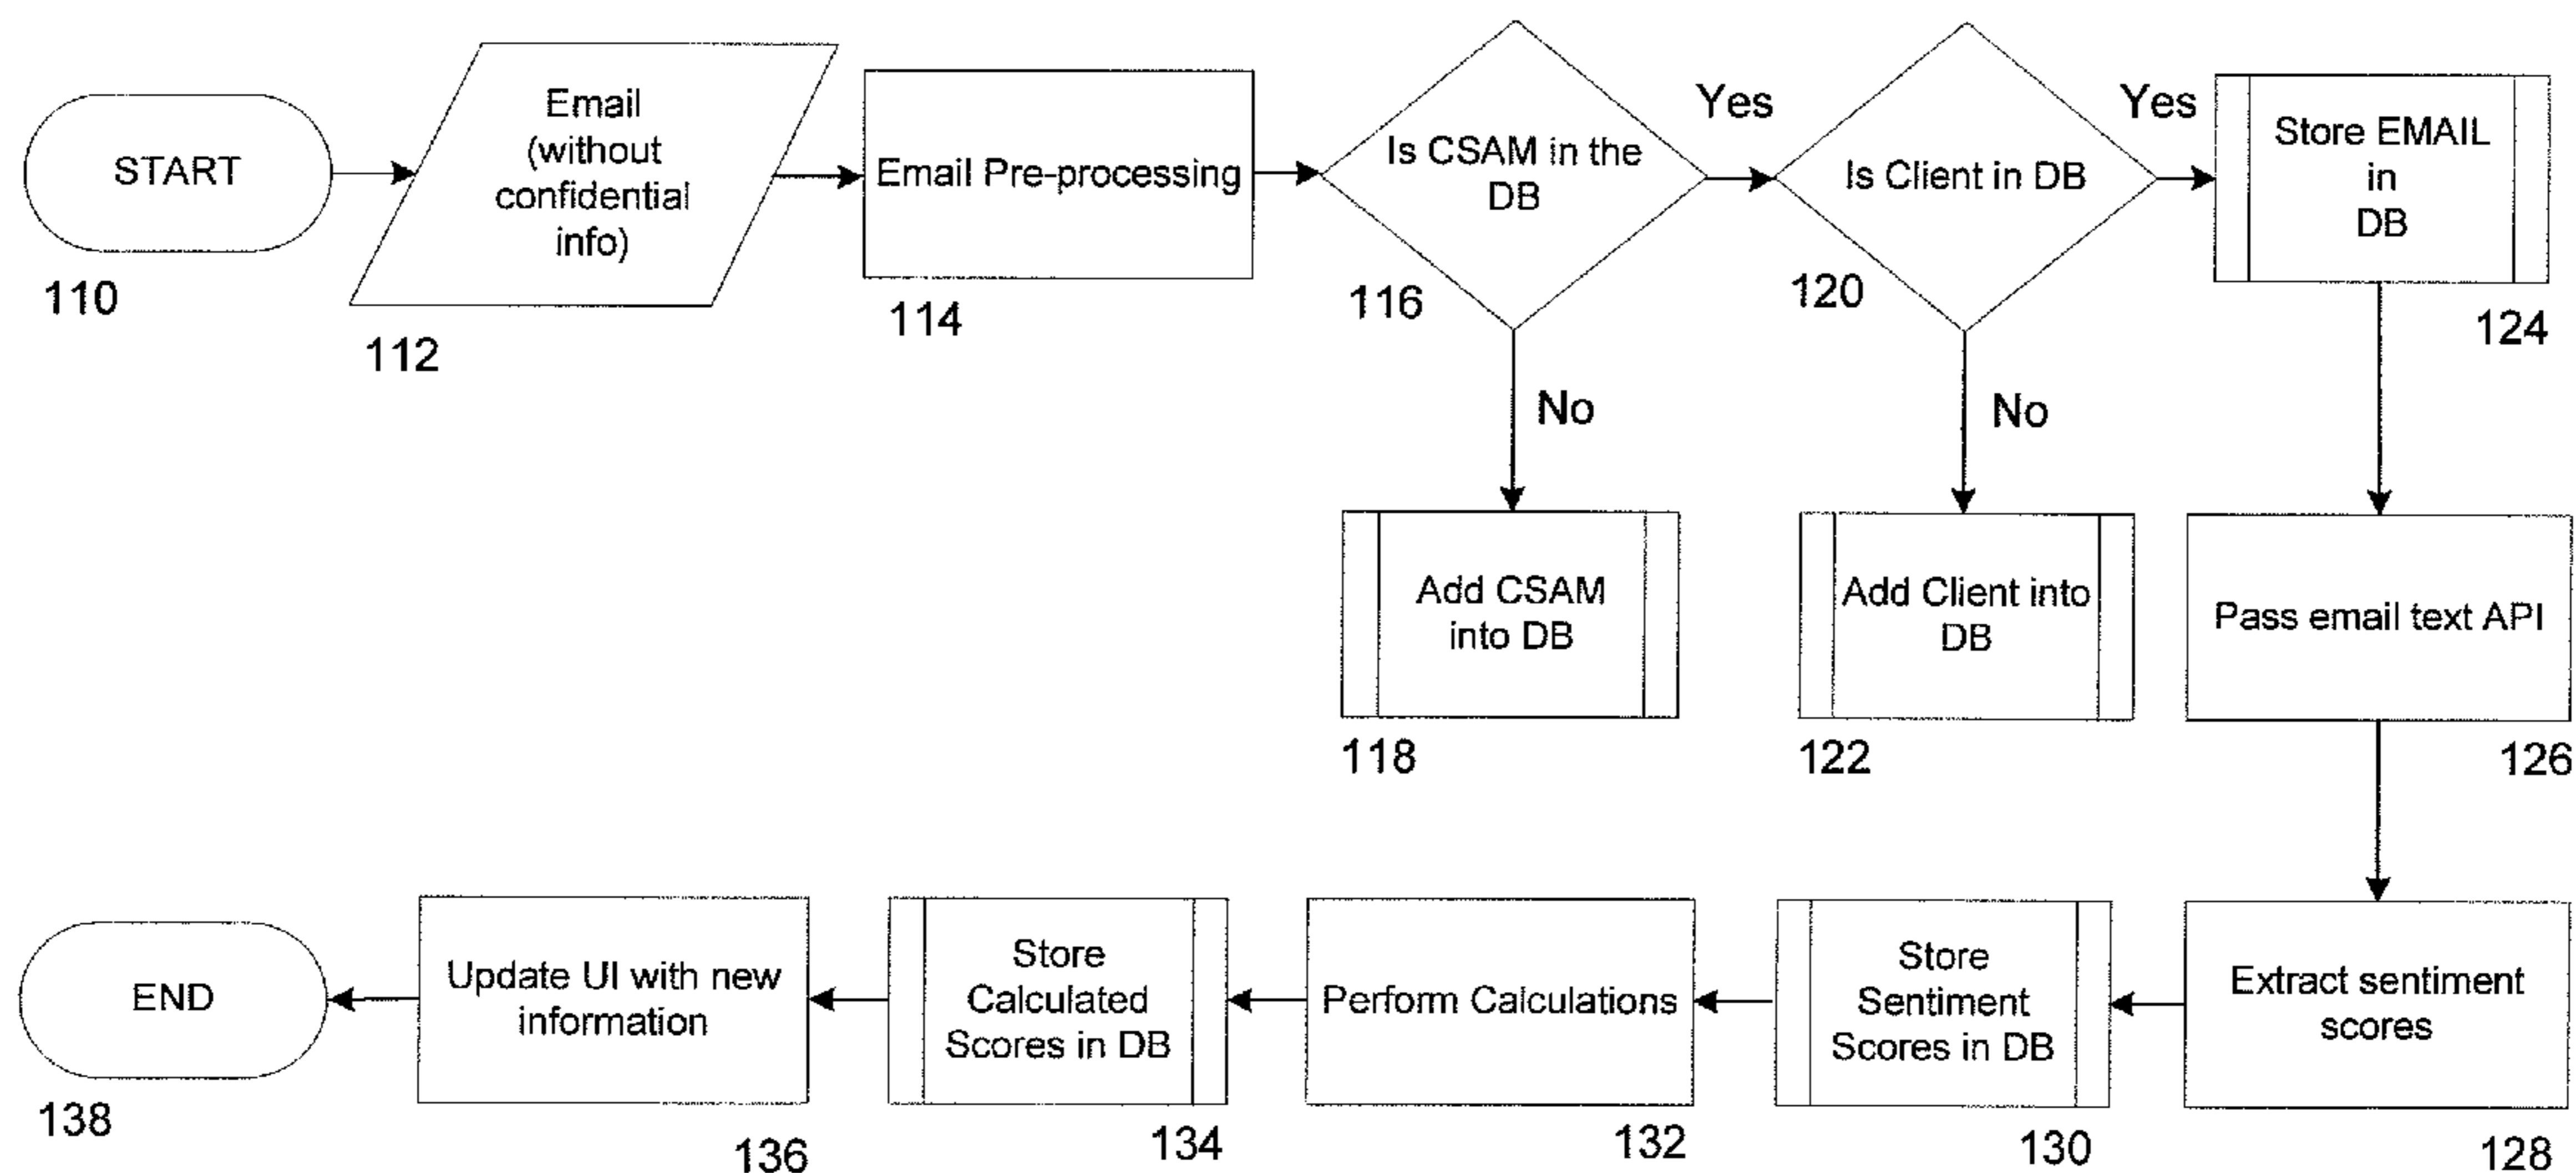 START
110
Email
(without
confidential
info)
112
Email Pre-processing
114
Is CSAM in the
DB
116
Yes
Is Client in DB
120
Yes
Store EMAIL
in
DB
124
No
No
Add CSAM
into DB
118
Add Client into
DB
122
Pass email text API
126
Extract sentiment
scores
128
Store
Sentiment
Scores in DB
130
Perform Calculations
132
Store
Calculated
Scores in DB
134
Update UI with new
information
136
END
138